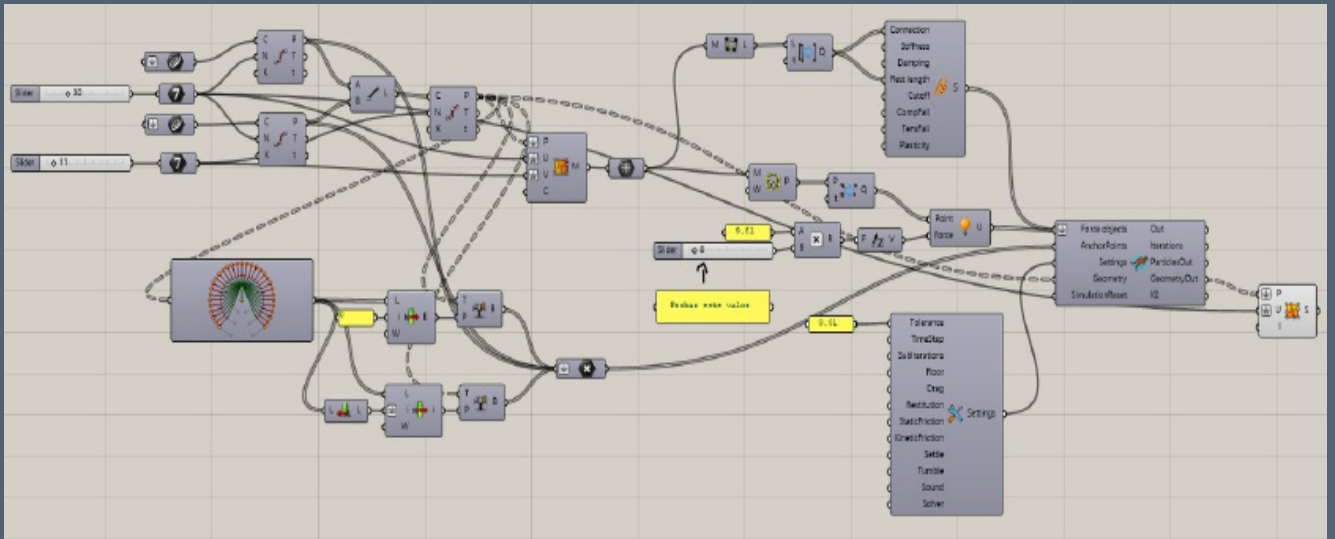 C P
N T
K t
Slider 30
A L
B
C P
N T
K t
C P
N T
K t
Slider 11
P
U M
V
C
M L
L Q
Connection
Stiffness
Damping
Rest length
Cutoff
CompFail
TensFail
Plasticity
S
M P
W
P Q
t
Slider
A R
B
F V
Point
Force
U
Force objects Out
AnchorPoints Iterations
Settings ParticlesOut
Geometry GeometryOut
SimulationReset KE
P
U S
I
L
W
T
P
L L
L
i i
W
T
P
este valor
Tolerance
TimeStep
SubIterations
Floor
Drag
Restitution
StaticFriction
KineticFriction
Settle
Tumble
Sound
Solver
Settings